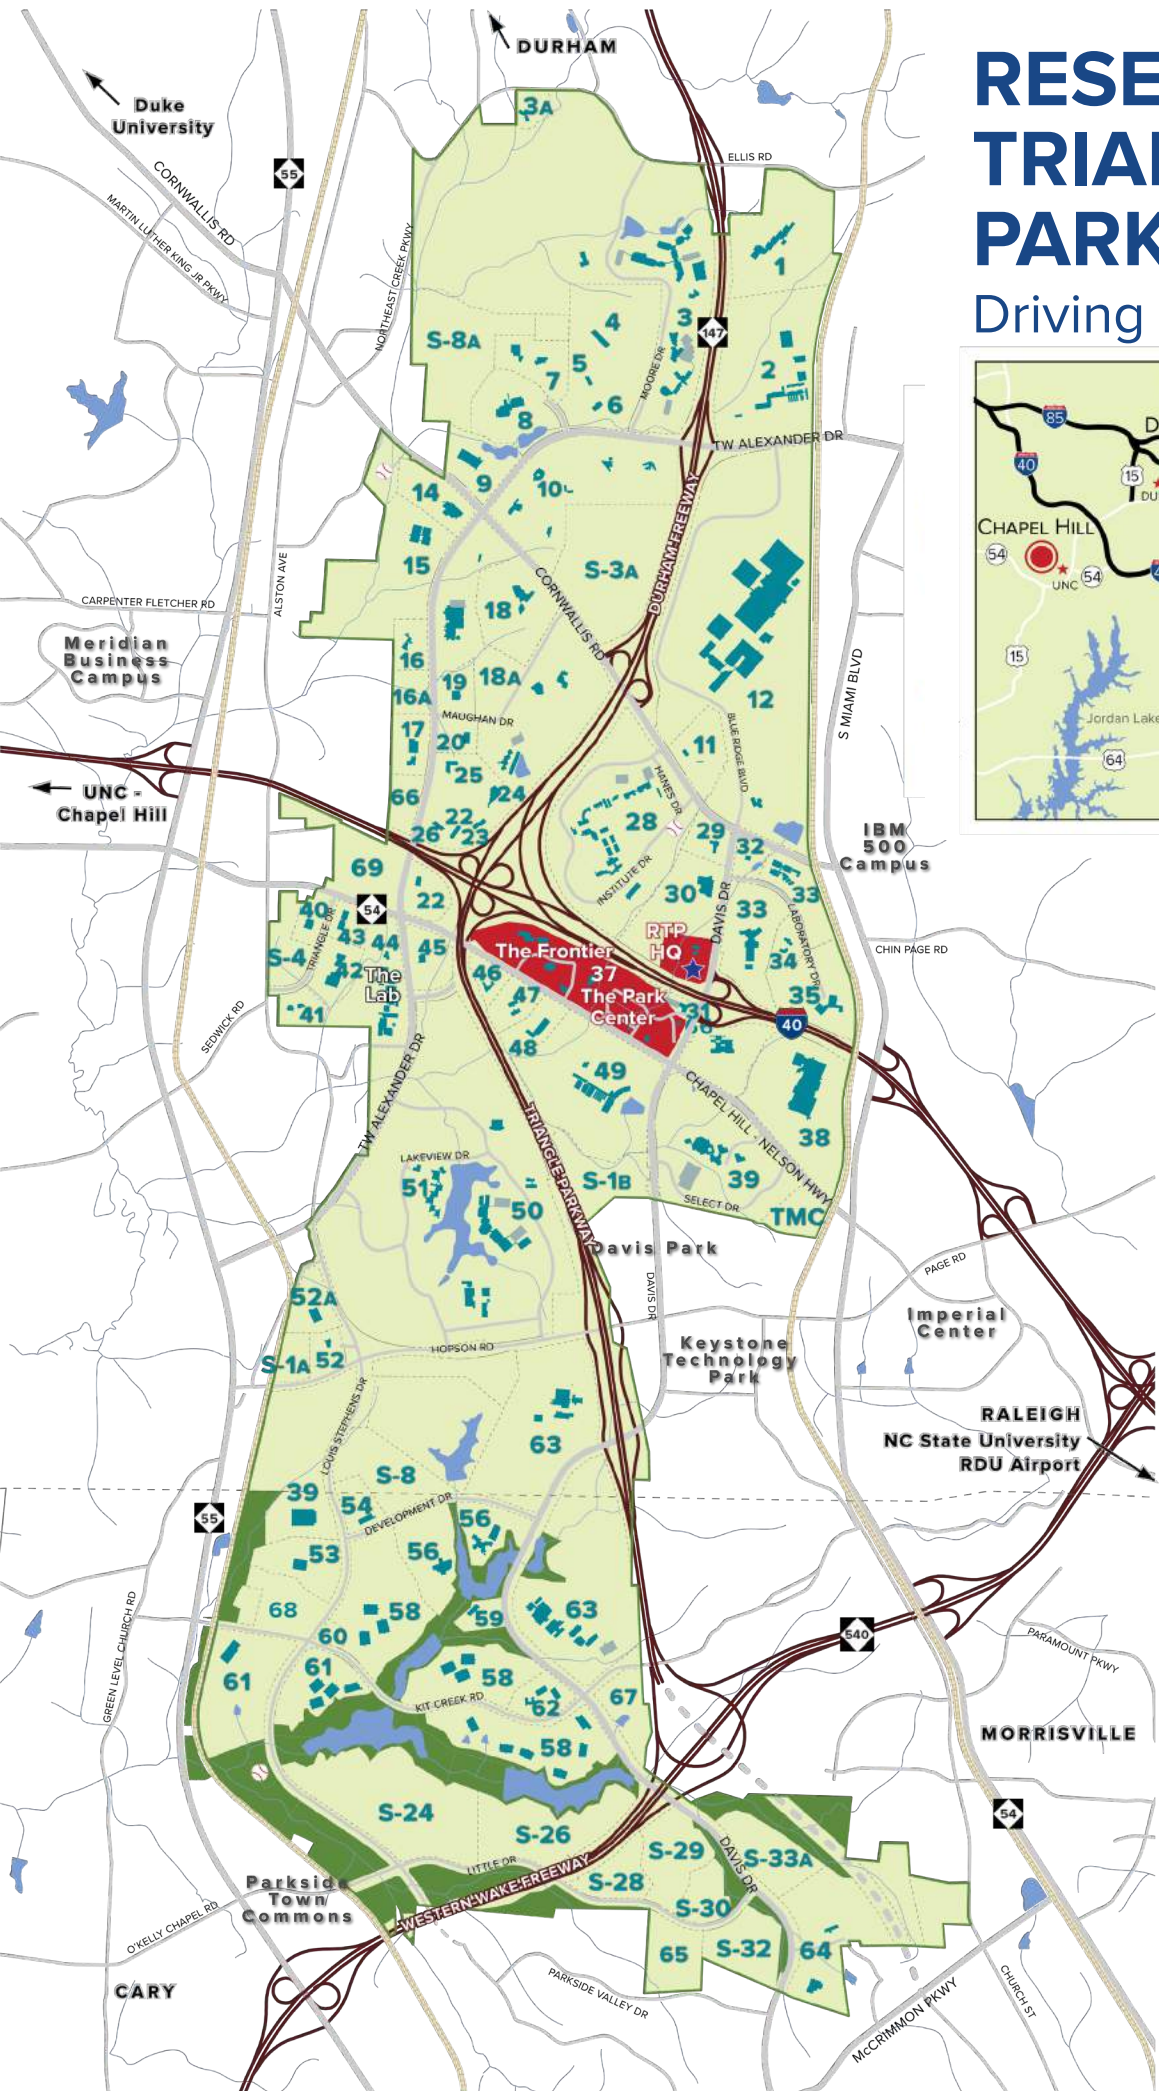 DURHAM
Duke
University
RESE
TRIAN
PARK
Driving
3A
55
CORNWALLIS RD
MARTIN LUTHER KING JR PKWY
ELLIS RD
NORTHEAST CREEK PKWY
1
4
3
147
S-8A
5
2
7
MOORE DR
6
8
TW ALEXANDER DR
85
40
15
DU
CHAPEL HILL
54
UNC
54
15
Jordan Lake
64
9
10
14
15
S-3A
DURHAM FREEWAY
CORNWALLIS RD
ALSTON AVE
CARPENTER FLETCHER RD
Meridian
Business
Campus
18
16
19
18A
16A
12
S MIAMI BLVD
MAUGHAN DR
17
20
11
BLUE RIDGE BLVD
25
HANES DR
UNC -
Chapel Hill
66
24
22
26
23
28
29
32
IBM
500
Campus
INSTITUTE DR
69
22
30
DAVIS DR
33
33
LABORATORY DR
54
40
TRIANGLE DR
43
44
45
The Frontier
37
The Park
Center
RTP
HQ
CHIN PAGE RD
S-4
42
The
Lab
46
34
47
31
35
40
41
48
SEDWICK RD
49
TW ALEXANDER DR
TRIANGLE PARKWAY
CHAPEL HILL - NELSON HWY
38
LAKEVIEW DR
51
S-1B
39
50
SELECT DR
TMC
Davis Park
DAVIS DR
PAGE RD
52A
Imperial
Center
S-1A
52
HOPSON RD
Keystone
Technology
Park
LOUIS STEPHENS DR
RALEIGH
NC State University
RDU Airport
63
S-8
39
54
DEVELOPMENT DR
55
56
53
56
68
58
59
63
60
540
GREEN LEVEL CHURCH RD
61
61
58
PARAMOUNT PKWY
KIT CREEK RD
62
67
58
MORRISVILLE
S-24
S-26
54
S-29
DAVIS DR
S-33A
LITTLE DR
S-28
WESTERN WAKE FREEWAY
Parkside
Town
Commons
S-30
O'KELLY CHAPEL RD
65
S-32
64
CARY
PARKSIDE VALLEY DR
McCRIMMON PKWY
CHURCH ST